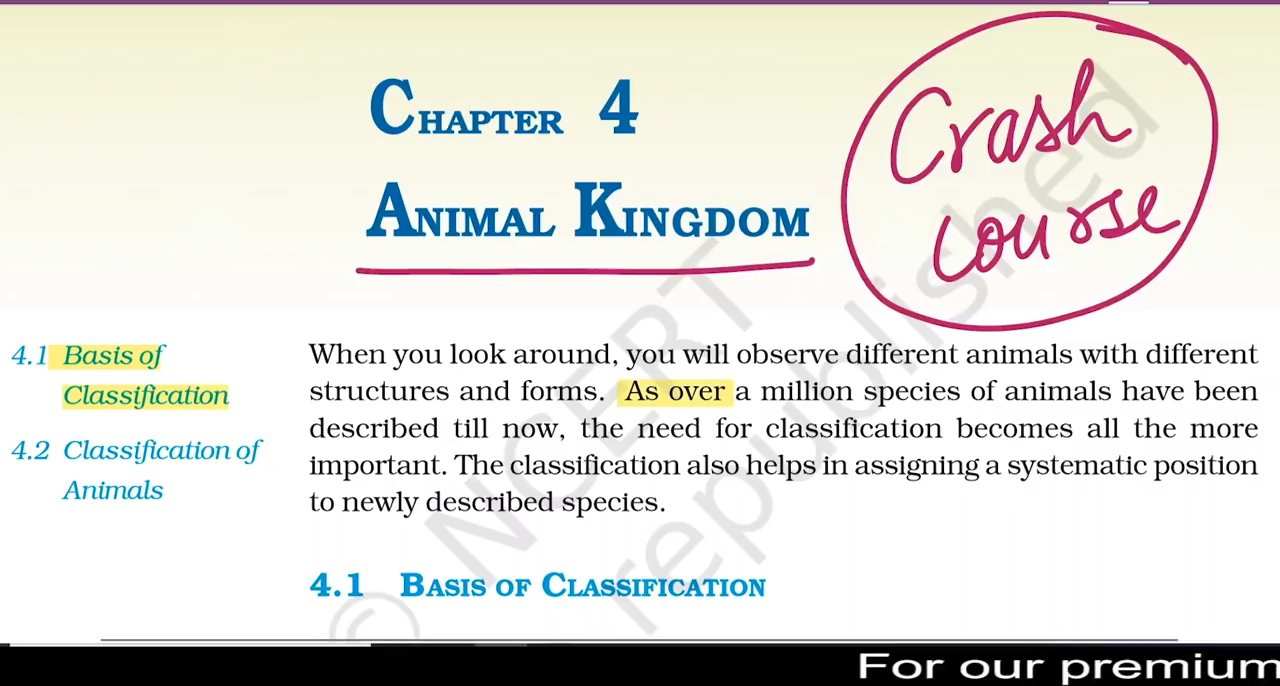 CHAPTER 4
ANIMAL KINGDOM
Crash
course
4.1 Basis of
Classification
4.2 Classification of
Animals
When you look around, you will observe different animals with different
structures and forms. As over a million species of animals have been
described till now, the need for classification becomes all the more
important. The classification also helps in assigning a systematic position
to newly described species.
4.1 BASIS OF CLASSIFICATION
© NCERT
republished
For our premium